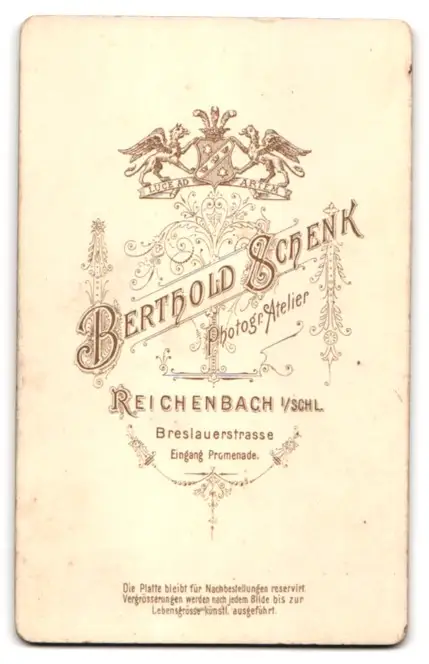 LUCE AD ARTEM
BERTHOLD SCHENK
Photogr. Atelier
REICHENBACH I/SCHL.
Breslauerstrasse
Eingang Promenade.
Die Platte bleibt für Nachbestellungen reservirt.
Vergrösserungen werden nach jedem Bilde bis zur
Lebensgrösse künstl. ausgeführt.